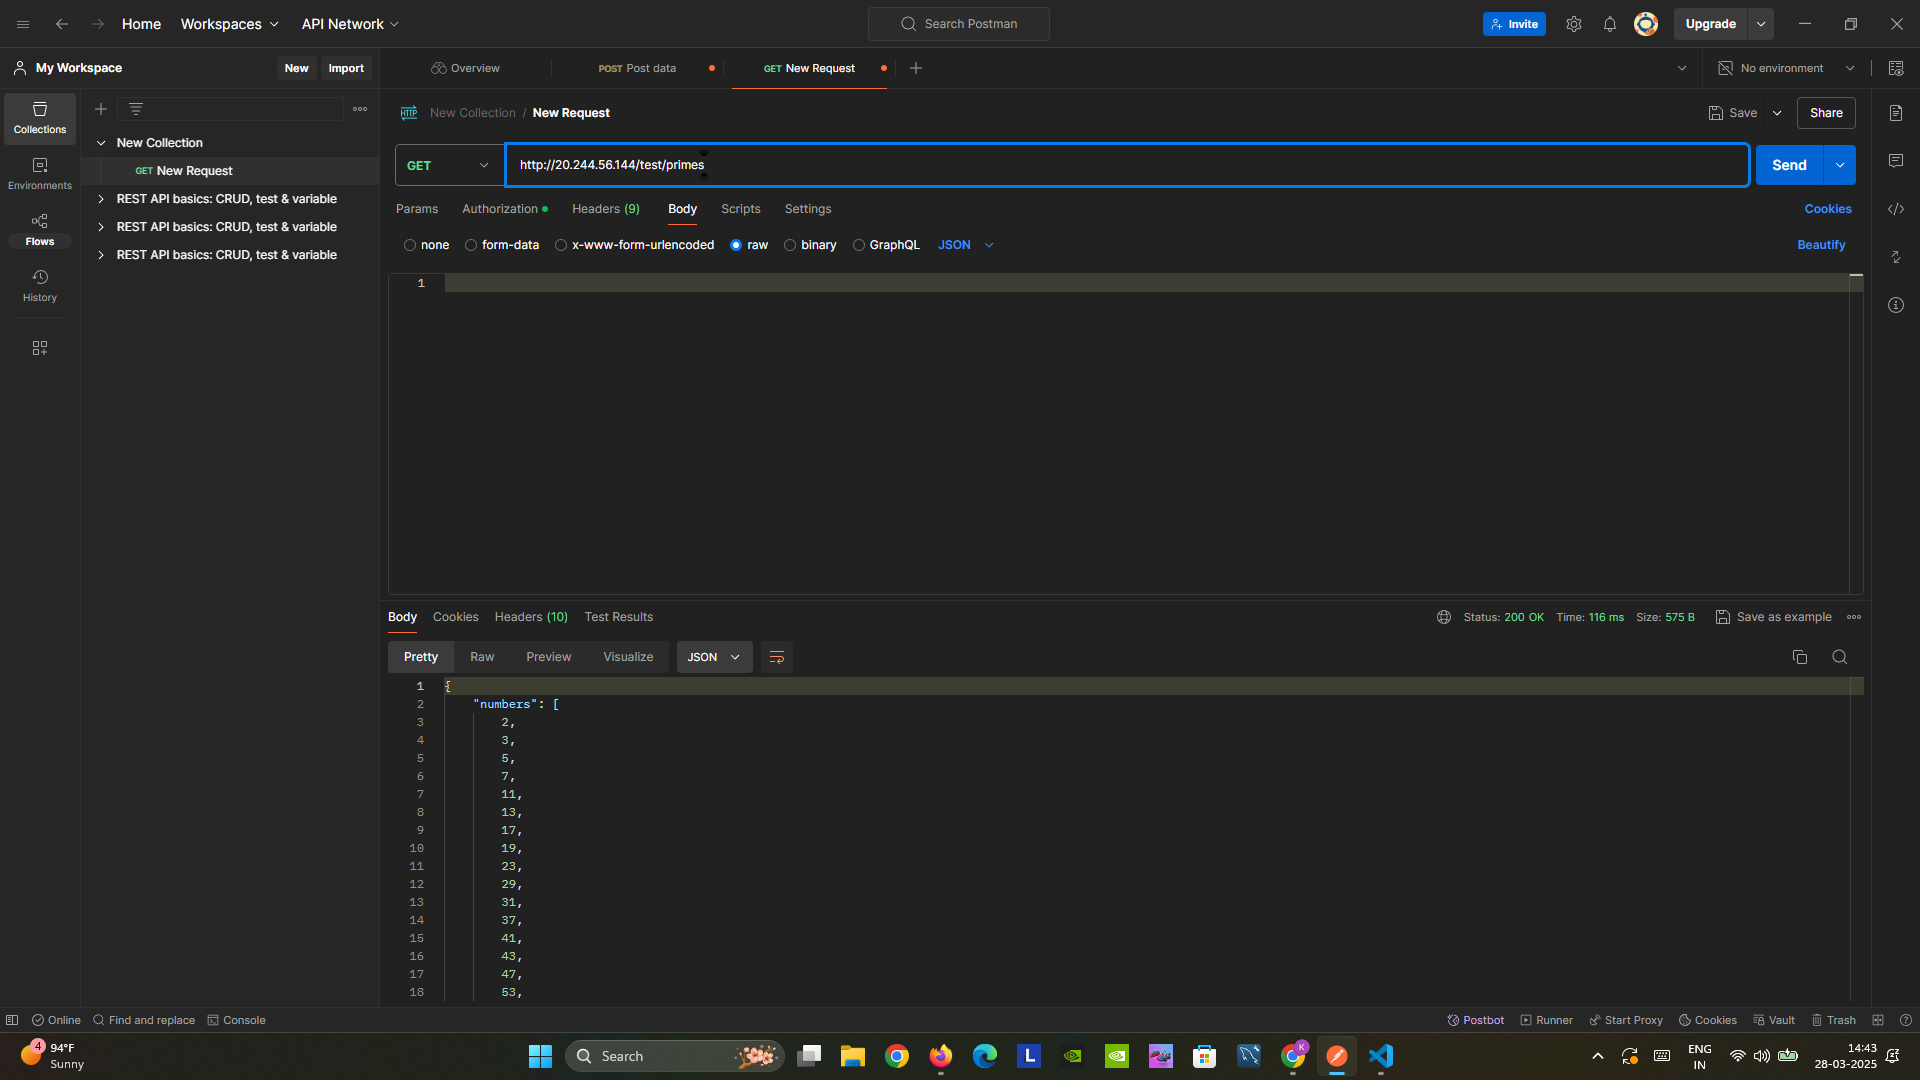 Home Workspaces API Network Search Postman Invite Upgrade
My Workspace New Import Overview POST Post data GET New Request No environment
Collections
Environments
Flows
History
New Collection
GET New Request
REST API basics: CRUD, test & variable
REST API basics: CRUD, test & variable
REST API basics: CRUD, test & variable
HTTP New Collection / New Request Save Share
GET http://20.244.56.144/test/primes Send
Params Authorization Headers (9) Body Scripts Settings Cookies
none form-data x-www-form-urlencoded raw binary GraphQL JSON Beautify
1
Body Cookies Headers (10) Test Results Status: 200 OK Time: 116 ms Size: 575 B Save as example
Pretty Raw Preview Visualize JSON
1 {
2 "numbers": [
3 2,
4 3,
5 5,
6 7,
7 11,
8 13,
9 17,
10 19,
11 23,
12 29,
13 31,
14 37,
15 41,
16 43,
17 47,
18 53,
Online Find and replace Console Postbot Runner Start Proxy Cookies Vault Trash
4 94°F
Sunny
Search
L
K
ENG
IN
14:43
28-03-2025